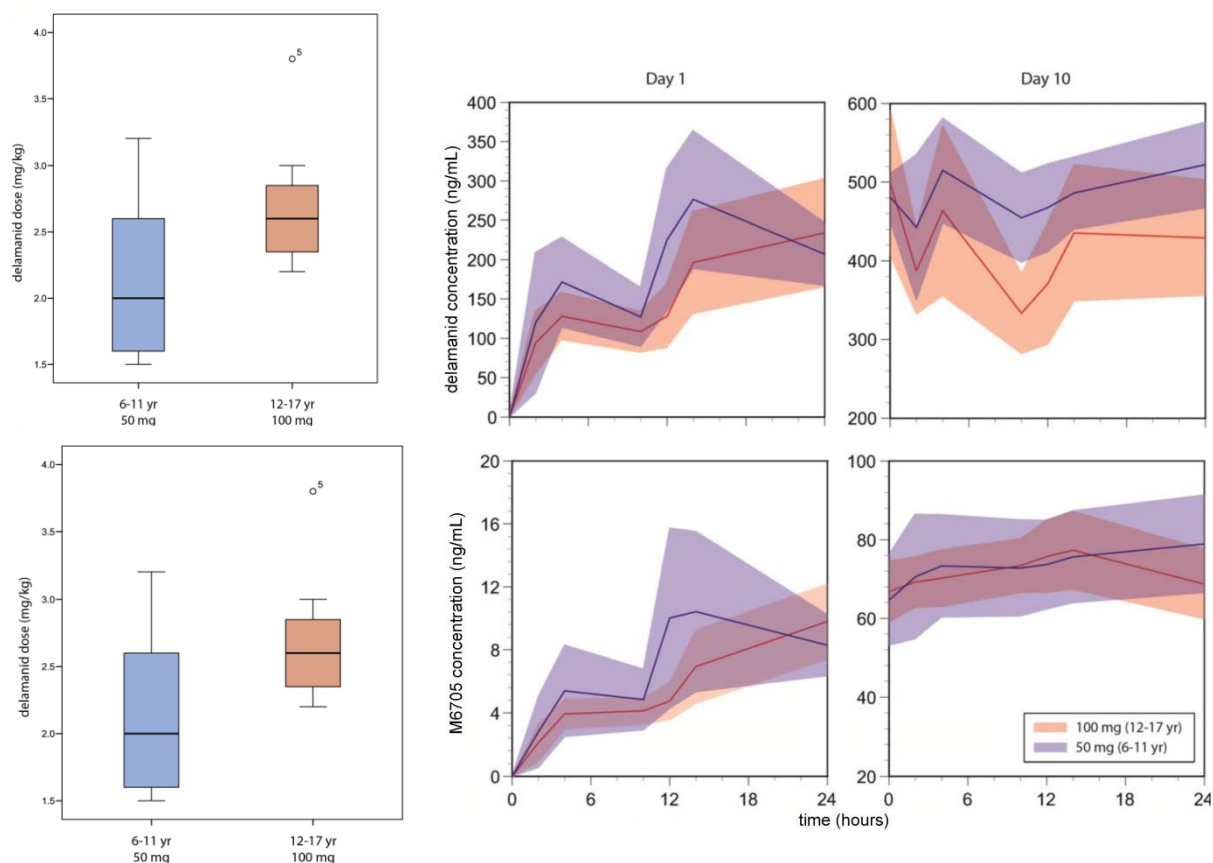 4.0
3.5
3.0
2.5
2.0
1.5
delamanid dose (mg/kg)
5
6-11 yr
50 mg
12-17 yr
100 mg
4.0
3.5
3.0
2.5
2.0
1.5
delamanid dose (mg/kg)
5
6-11 yr
50 mg
12-17 yr
100 mg
Day 1
Day 10
delamanid concentration (ng/mL)
400
350
300
250
200
150
100
50
0
600
500
400
300
200
M6705 concentration (ng/mL)
20
16
12
8
4
0
100
80
60
40
20
100 mg (12-17 yr)
50 mg (6-11 yr)
0
6
12
18
24
6
12
18
24
time (hours)